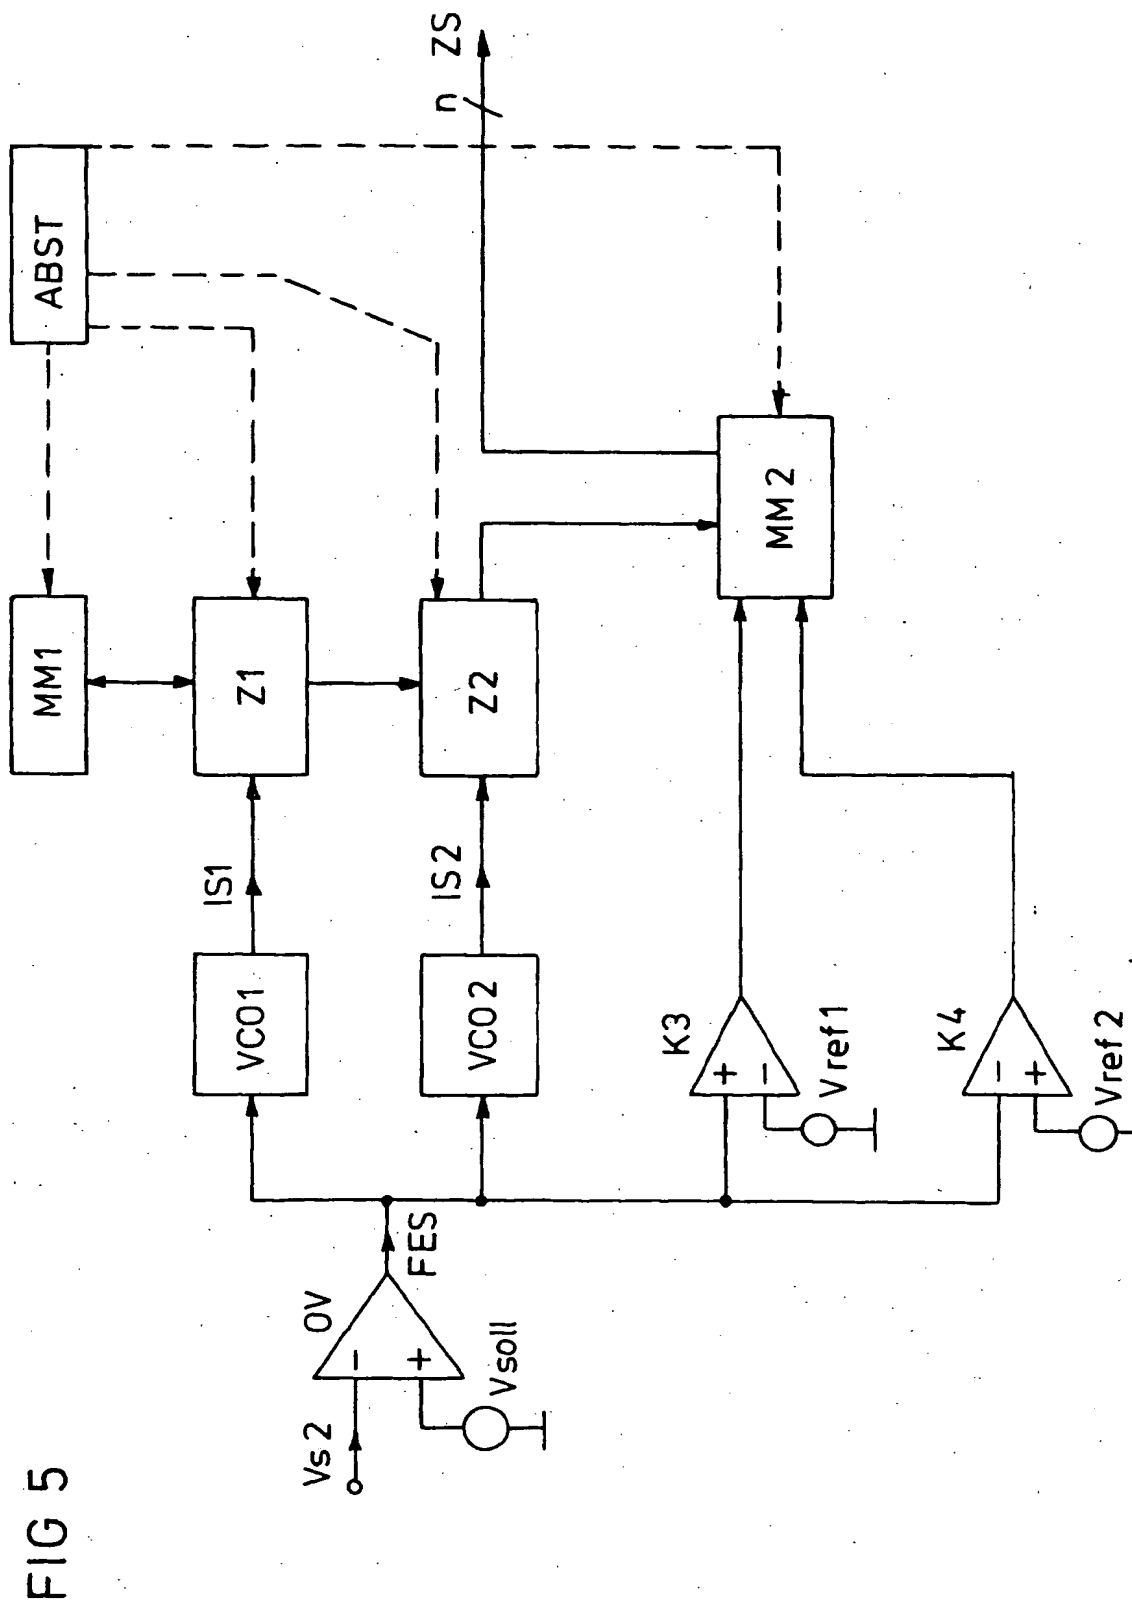 FIG 5
MM1
ABST
IS1
Z1
VCO1
IS2
Z2
VCO2
n
ZS
Vs2
OV
-
+
FES
Vsoll
MM2
K3
+
-
Vref1
K4
-
+
Vref2